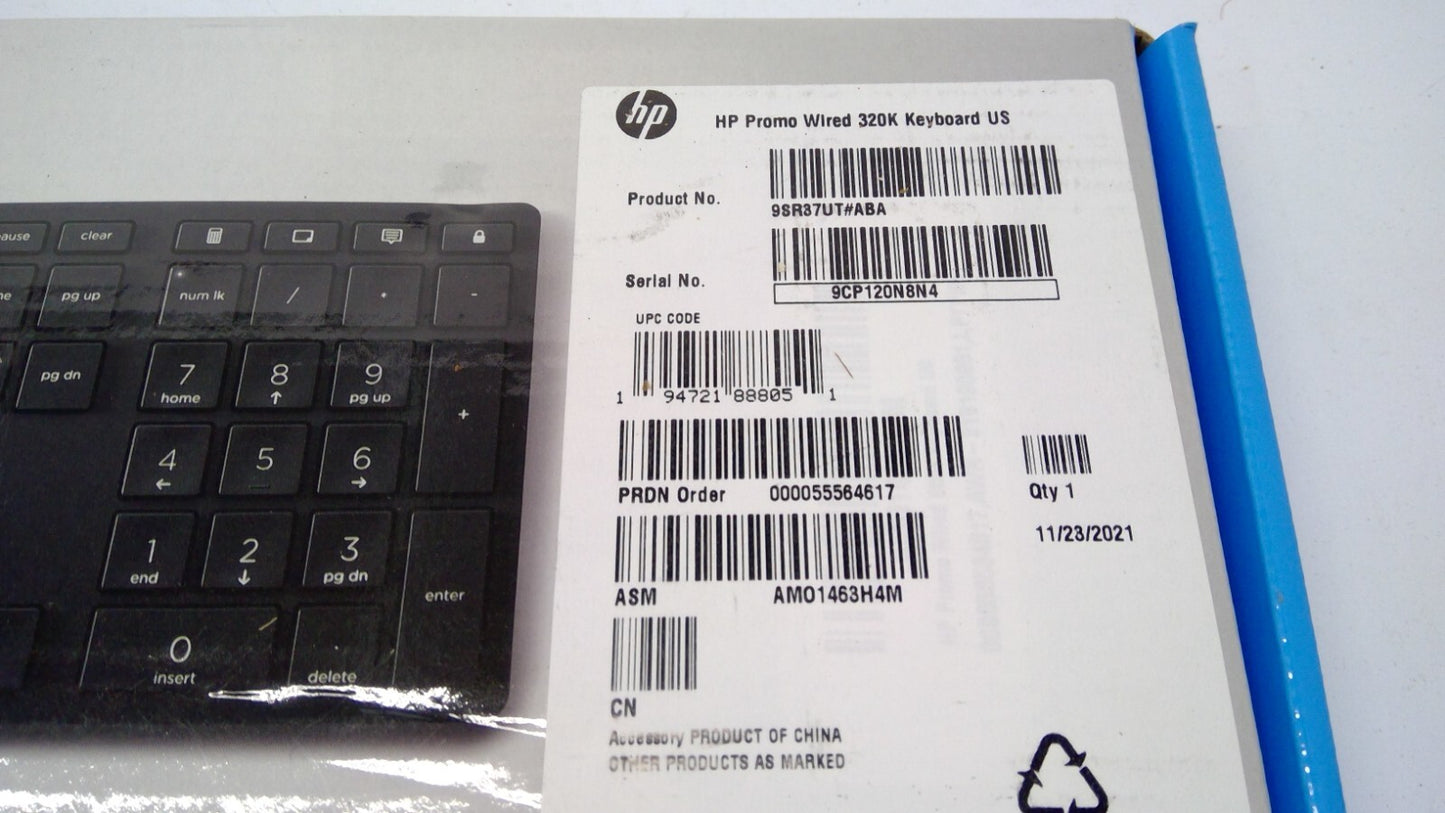 hp
HP Promo Wired 320K Keyboard US
Product No.
9SR37UT#ABA
Serial No.
9CP120N8N4
UPC CODE
1 94721 88805 1
PRDN Order 000055564617
Qty 1
11/23/2021
ASM AMO1463H4M
CN
Accessory PRODUCT OF CHINA
OTHER PRODUCTS AS MARKED
clear
pg up num lk / -
pg dn 7 home 8 ↑ 9 pg up +
4 ← 5 6 →
1 end 2 ↓ 3 pg dn enter
0 insert . delete